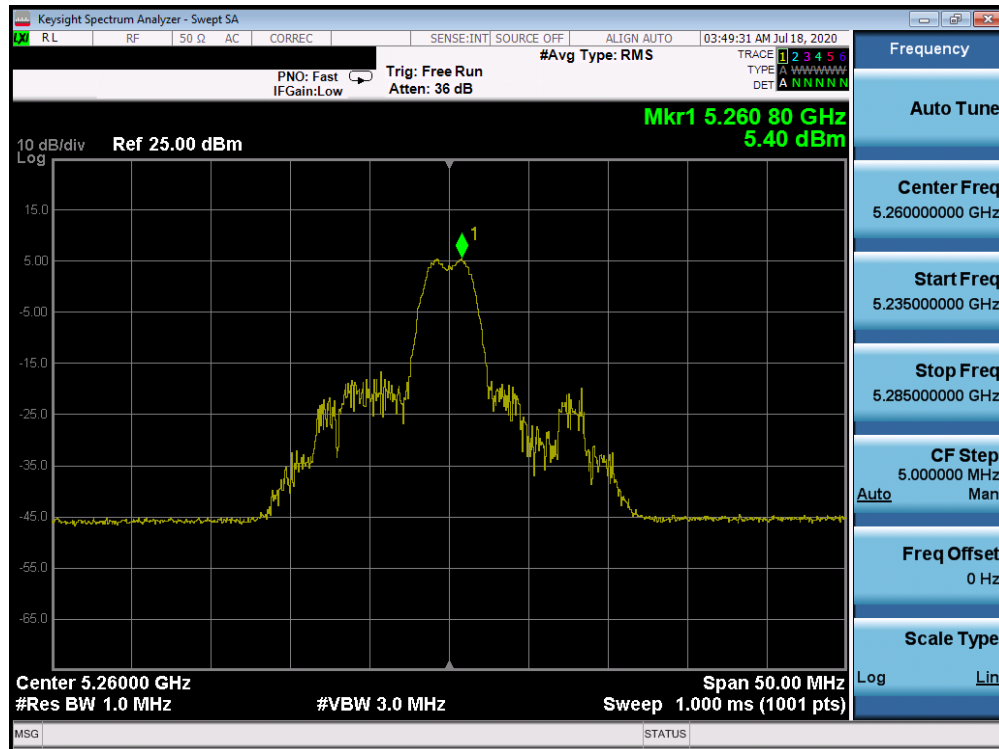 Keysight Spectrum Analyzer - Swept SA
LXI RL RF 50 Ω AC CORREC SENSE:INT SOURCE OFF ALIGN AUTO 03:49:31 AM Jul 18, 2020
#Avg Type: RMS
TRACE 1 2 3 4 5 6
PNO: Fast Trig: Free Run
TYPE A WWWWW
IFGain:Low Atten: 36 dB
DET A N N N N N
Mkr1 5.260 80 GHz
5.40 dBm
10 dB/div Ref 25.00 dBm
Log
15.0
1
5.00
-5.00
-15.0
-25.0
-35.0
-45.0
-55.0
-65.0
Center 5.26000 GHz Span 50.00 MHz
#Res BW 1.0 MHz #VBW 3.0 MHz Sweep 1.000 ms (1001 pts)
MSG STATUS
Frequency
Auto Tune
Center Freq
5.260000000 GHz
Start Freq
5.235000000 GHz
Stop Freq
5.285000000 GHz
CF Step
5.000000 MHz
Auto Man
Freq Offset
0 Hz
Scale Type
Log Lin